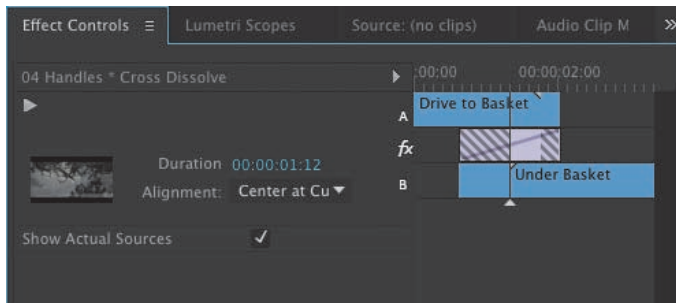 Effect Controls Lumetri Scopes Source: (no clips) Audio Clip M
04 Handles * Cross Dissolve :00:00 00:00:02:00
A Drive to Basket
fx
Duration 00:00:01:12
B Under Basket
Alignment: Center at Cu
Show Actual Sources